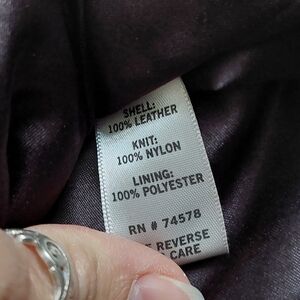 SHELL:
100% LEATHER
KNIT:
100% NYLON
LINING:
100% POLYESTER
RN # 74578
REVERSE
CARE